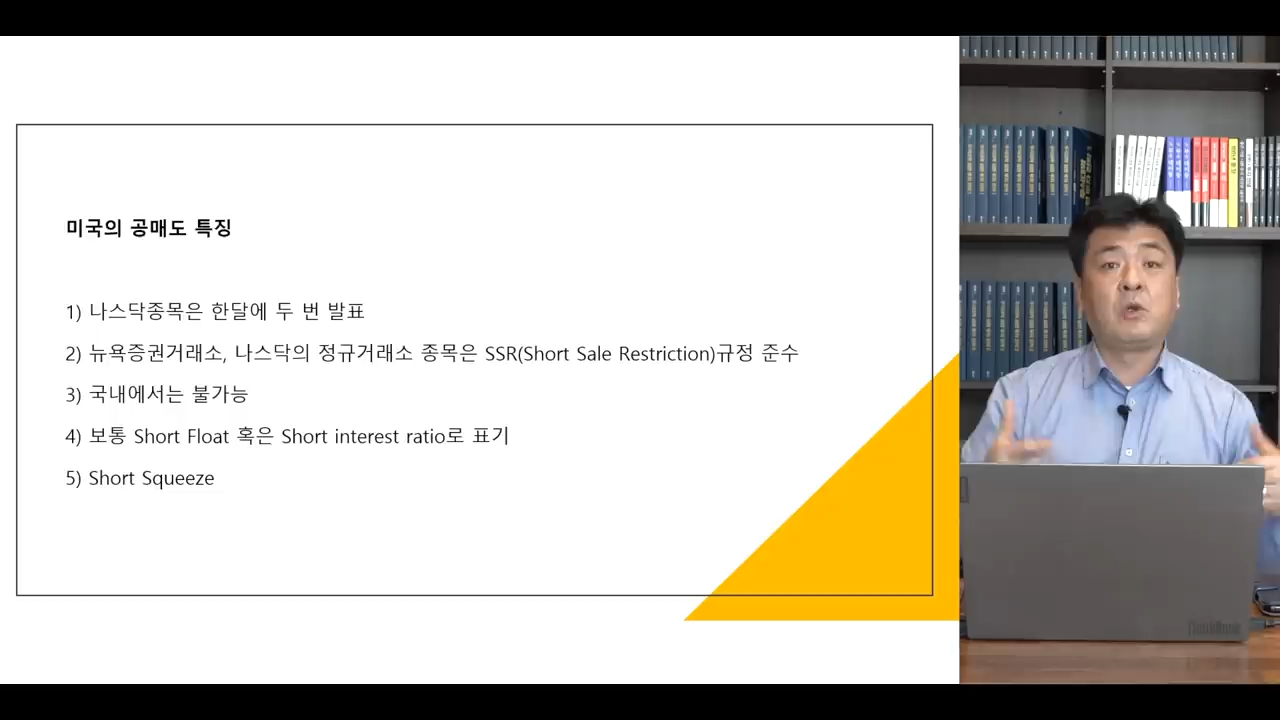 미국의 공매도 특징
1) 나스닥종목은 한달에 두 번 발표
2) 뉴욕증권거래소, 나스닥의 정규거래소 종목은 SSR(Short Sale Restriction)규정 준수
3) 국내에서는 불가능
4) 보통 Short Float 혹은 Short interest ratio로 표기
5) Short Squeeze
ThinkBook